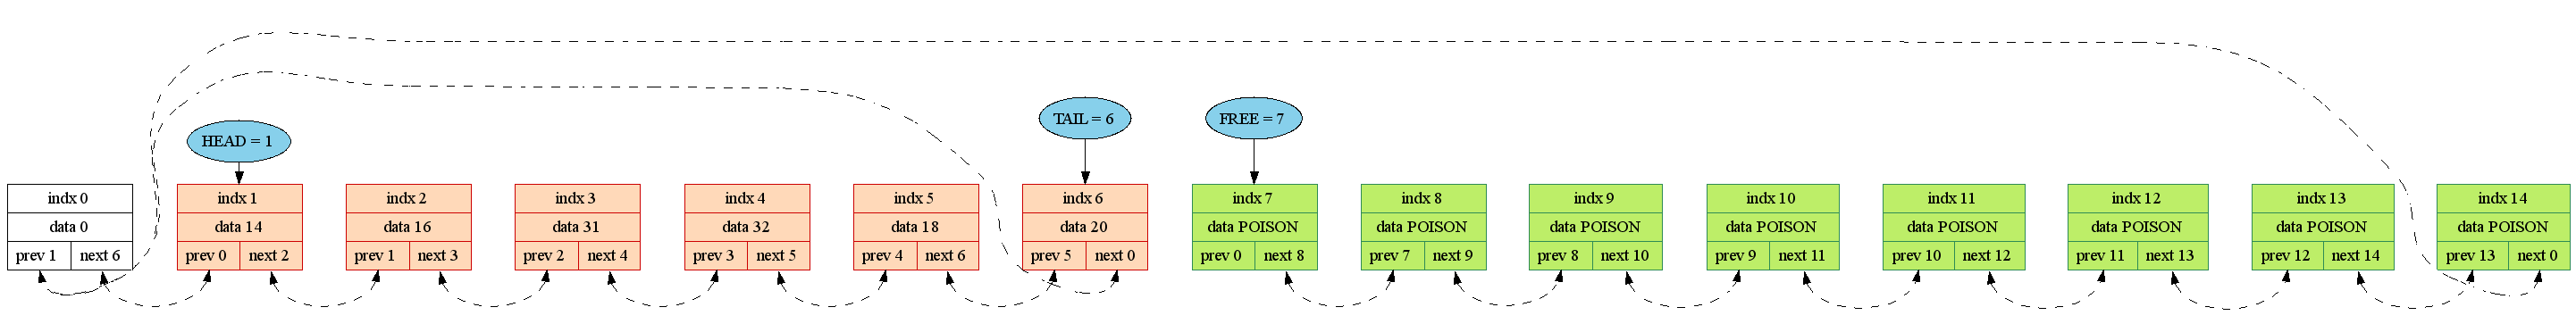 TAIL = 6
FREE = 7
HEAD = 1
indx 0
data 0
prev 1 next 6
indx 1
data 14
prev 0 next 2
indx 2
data 16
prev 1 next 3
indx 3
data 31
prev 2 next 4
indx 4
data 32
prev 3 next 5
indx 5
data 18
prev 4 next 6
indx 6
data 20
prev 5 next 0
indx 7
data POISON
prev 0 next 8
indx 8
data POISON
prev 7 next 9
indx 9
data POISON
prev 8 next 10
indx 10
data POISON
prev 9 next 11
indx 11
data POISON
prev 10 next 12
indx 12
data POISON
prev 11 next 13
indx 13
data POISON
prev 12 next 14
indx 14
data POISON
prev 13 next 0